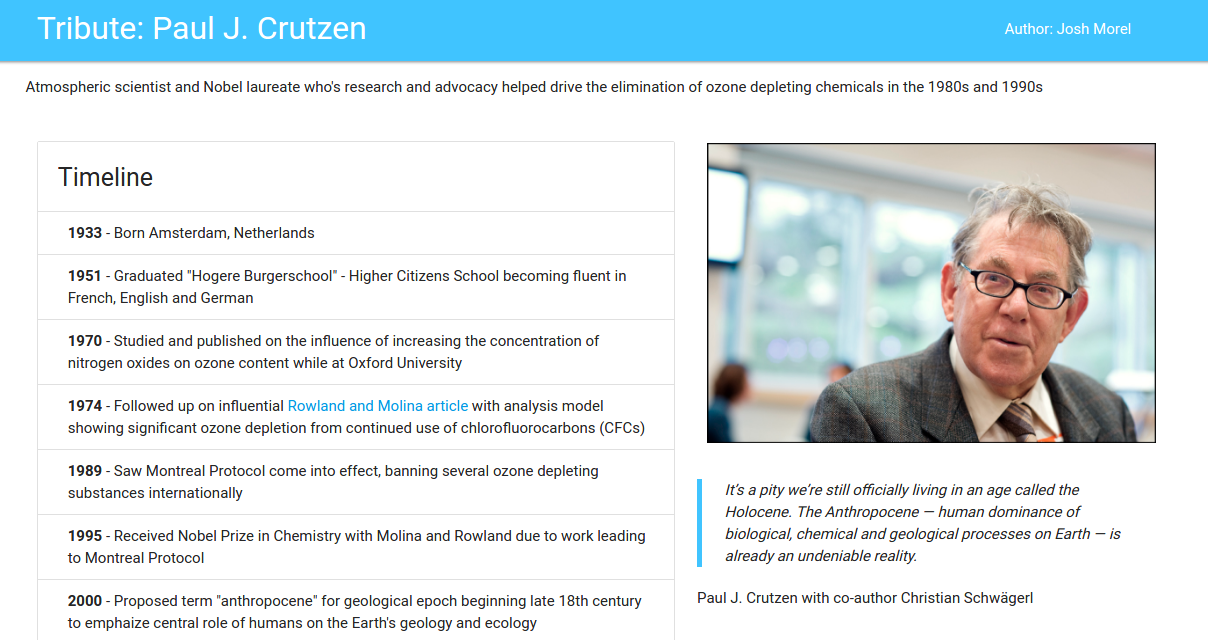 Tribute: Paul J. Crutzen
Author: Josh Morel
Atmospheric scientist and Nobel laureate who's research and advocacy helped drive the elimination of ozone depleting chemicals in the 1980s and 1990s
Timeline
1933 - Born Amsterdam, Netherlands
1951 - Graduated "Hogere Burgerschool" - Higher Citizens School becoming fluent in
French, English and German
1970 - Studied and published on the influence of increasing the concentration of
nitrogen oxides on ozone content while at Oxford University
1974 - Followed up on influential Rowland and Molina article with analysis model
showing significant ozone depletion from continued use of chlorofluorocarbons (CFCs)
1989 - Saw Montreal Protocol come into effect, banning several ozone depleting
substances internationally
1995 - Received Nobel Prize in Chemistry with Molina and Rowland due to work leading
to Montreal Protocol
2000 - Proposed term "anthropocene" for geological epoch beginning late 18th century
to emphaize central role of humans on the Earth's geology and ecology
It’s a pity we’re still officially living in an age called the
Holocene. The Anthropocene — human dominance of
biological, chemical and geological processes on Earth — is
already an undeniable reality.
Paul J. Crutzen with co-author Christian Schwägerl